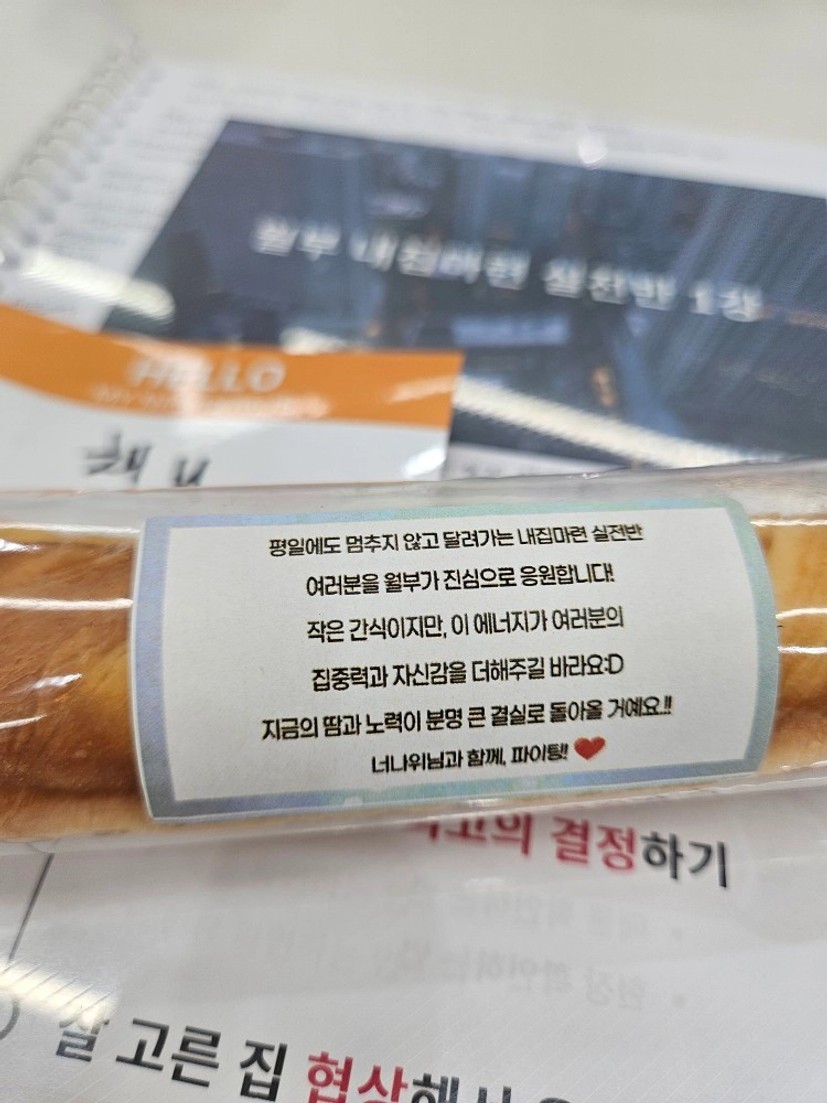 월부 내집마련 실전반 1강
HELLO
평일에도 멈추지 않고 달려가는 내집마련 실전반
여러분을 월부가 진심으로 응원합니다!
작은 간식이지만, 이 에너지가 여러분의
집중력과 자신감을 더해주길 바라요:D
지금의 땀과 노력이 분명 큰 결실로 돌아올 거예요.!!
너나위님과 함께, 파이팅!! ❤️
최고의 결정하기
잘 고른 집 협상해서